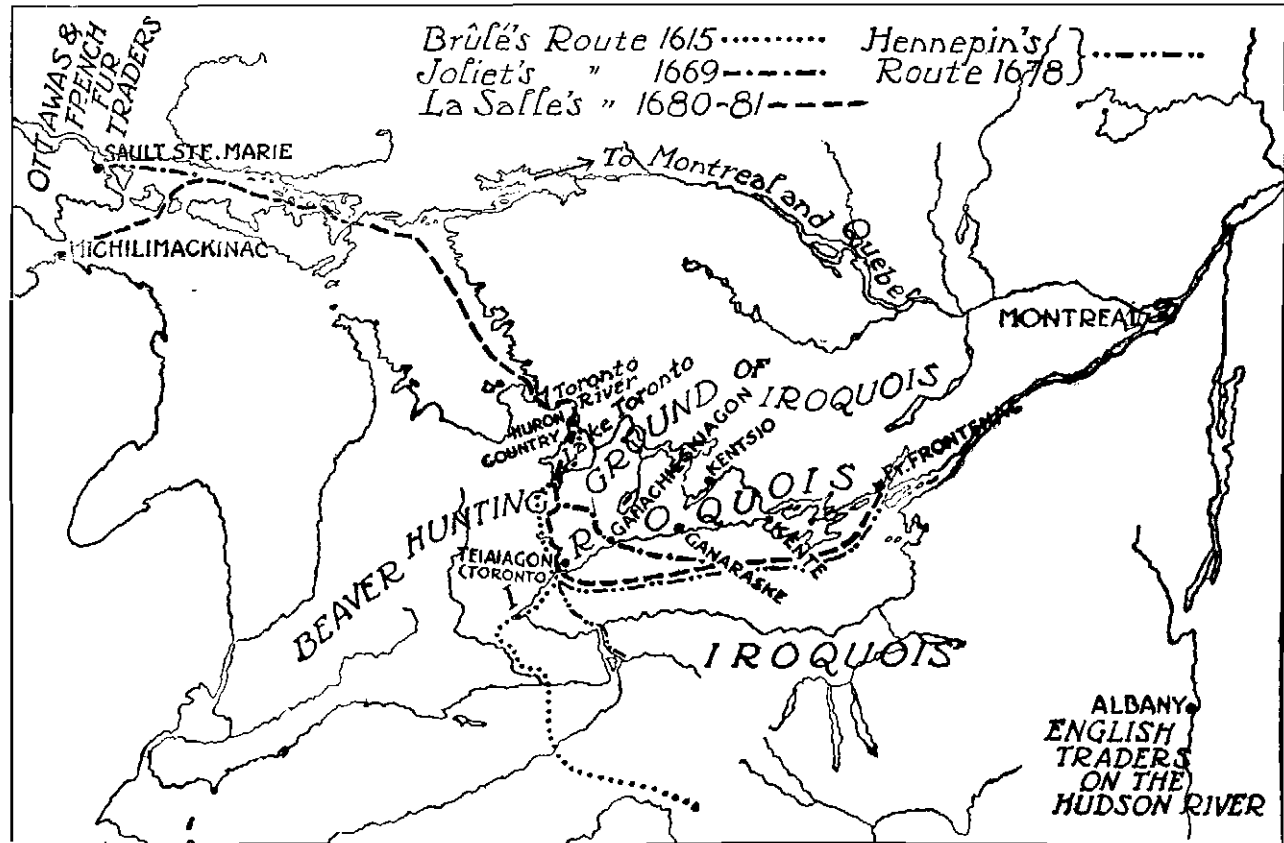 Brûlé's Route 1615
Joliet's " 1669
La Salle's " 1680-81
Hennepin's
Route 1678
OTTAWAS &
FRENCH
FUR
TRADERS
SAULT STE. MARIE
MICHILIMACKINAC
To Montreal and Quebec
MONTREAL
Toronto
River
Lake Toronto
HURON
COUNTRY
BEAVER HUNTING GROUND OF IROQUOIS
GANACHIESKIAGON
KENTSIO
IROQUOIS
FT. FRONTENAC
KENTE
GANARASKE
TEIAIAGON
(TORONTO)
IROQUOIS
ALBANY
ENGLISH
TRADERS
ON THE
HUDSON RIVER